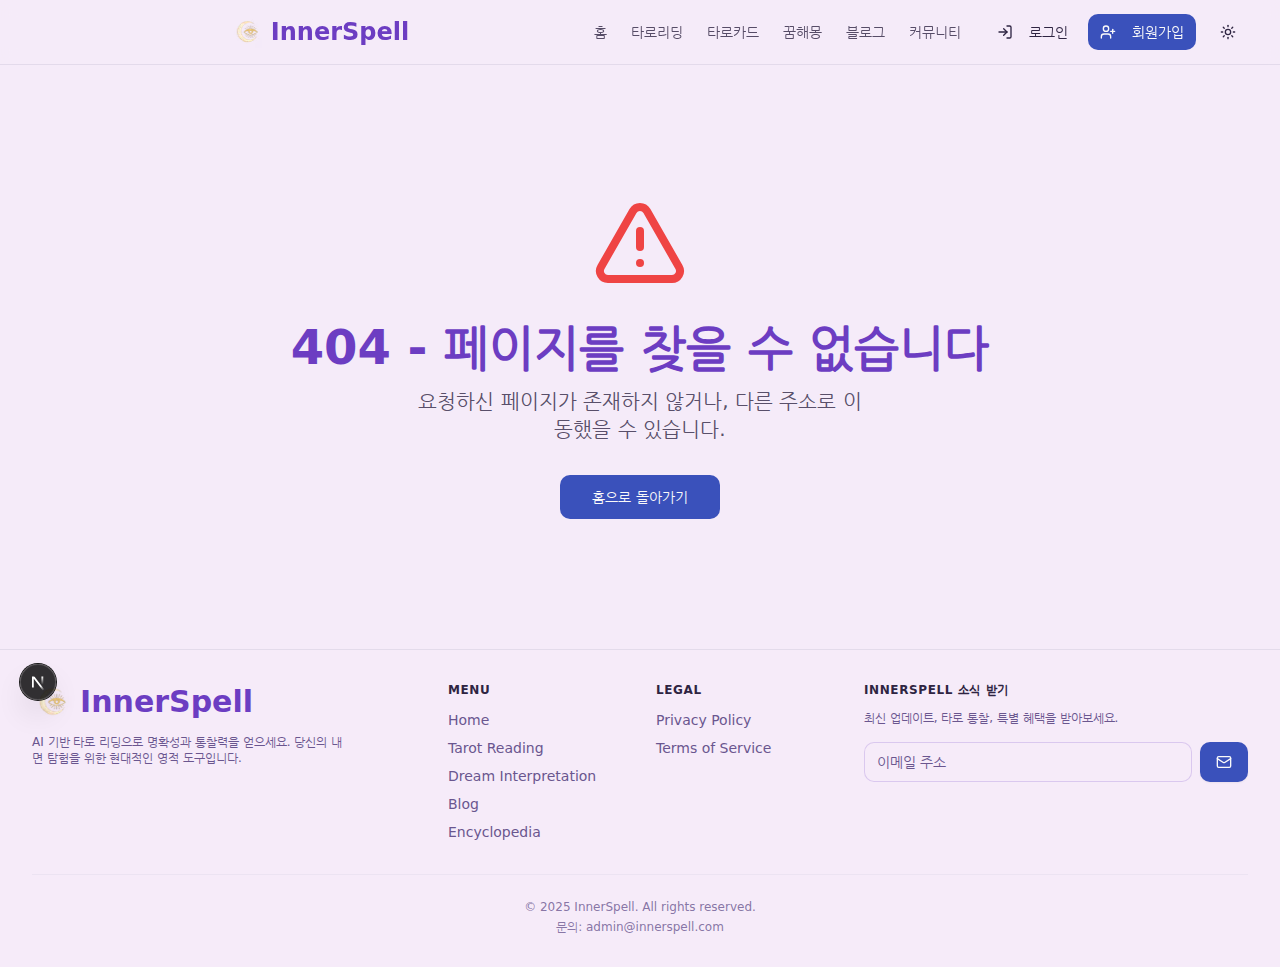 InnerSpell
홈 타로리딩 타로카드 꿈해몽 블로그 커뮤니티 로그인 회원가입
404 - 페이지를 찾을 수 없습니다
요청하신 페이지가 존재하지 않거나, 다른 주소로 이
동했을 수 있습니다.
홈으로 돌아가기
N
InnerSpell
AI 기반 타로 리딩으로 명확성과 통찰력을 얻으세요. 당신의 내
면 탐험을 위한 현대적인 영적 도구입니다.
MENU
Home
Tarot Reading
Dream Interpretation
Blog
Encyclopedia
LEGAL
Privacy Policy
Terms of Service
INNERSPELL 소식 받기
최신 업데이트, 타로 통찰, 특별 혜택을 받아보세요.
이메일 주소
© 2025 InnerSpell. All rights reserved.
문의: admin@innerspell.com